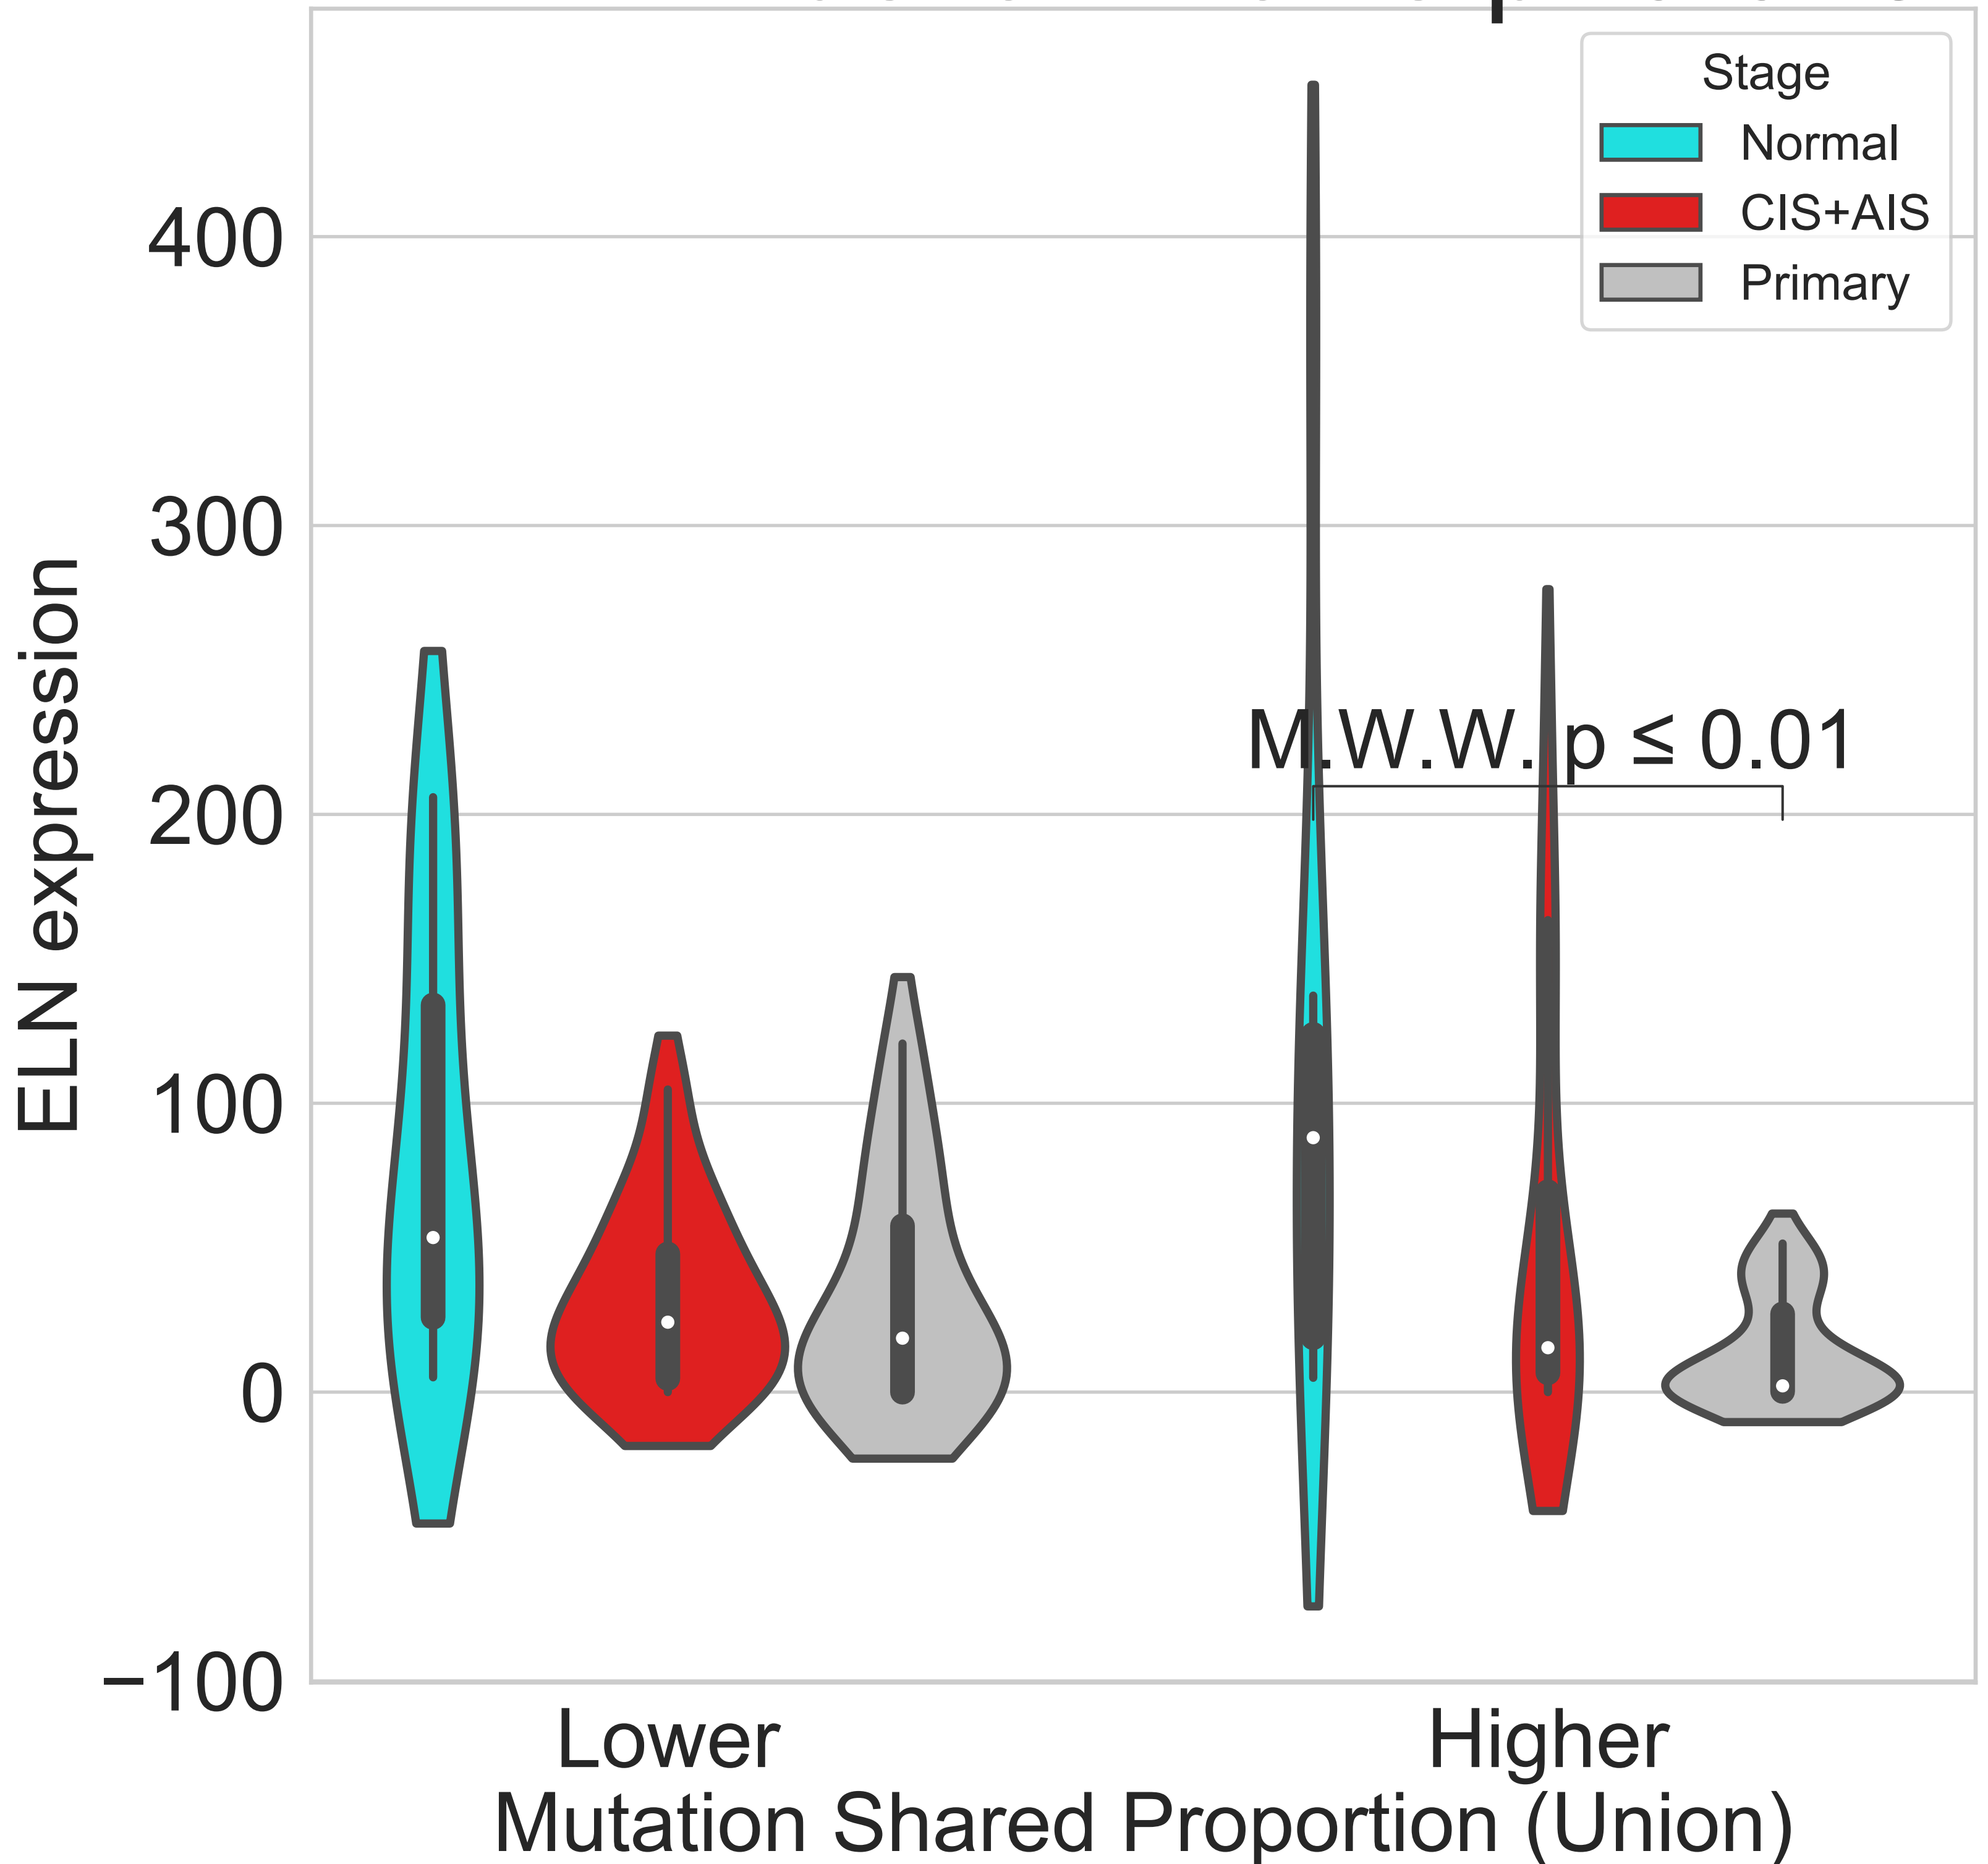 Stage
Normal
CIS+AIS
Primary
400
300
200
100
0
−100
ELN expression
M.W.W. p ≤ 0.01
Lower
Higher
Mutation Shared Proportion (Union)